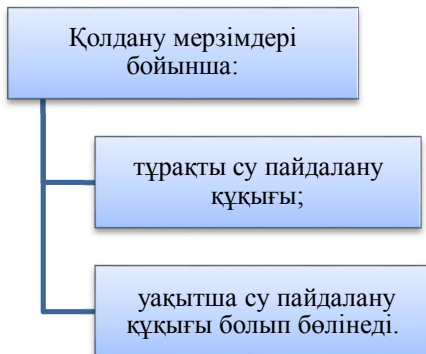 Қолдану мерзімдері
бойынша:
тұрақты су пайдалану
құқығы;
уақытша су пайдалану
құқығы болып бөлінеді.